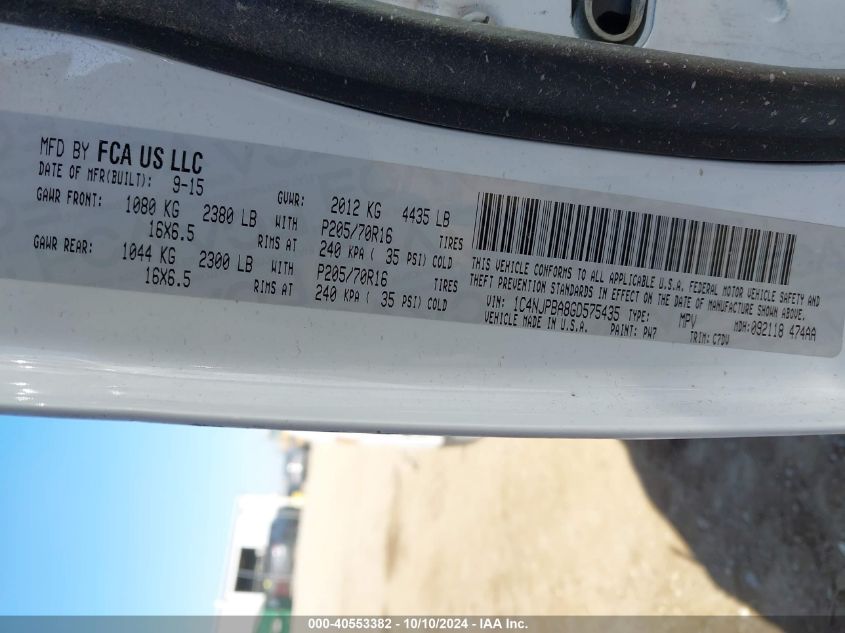 MFD BY FCA US LLC
DATE OF MFR(BUILT): 9-15
GAWR FRONT: 1080 KG 2380 LB
16X6.5
GAWR REAR: 1044 KG 2300 LB
16X6.5
GVWR: 2012 KG 4435 LB
WITH P205/70R16 TIRES
RIMS AT 240 KPA ( 35 PSI) COLD
WITH P205/70R16 TIRES
RIMS AT 240 KPA ( 35 PSI) COLD
THIS VEHICLE CONFORMS TO ALL APPLICABLE U.S.A. FEDERAL MOTOR VEHICLE SAFETY AND
THEFT PREVENTION STANDARDS IN EFFECT ON THE DATE OF MANUFACTURE SHOWN ABOVE.
VIN: 1C4NJPBA8GD575435 TYPE: MPV MDH: 092118 474AA
MADE IN U.S.A. PAINT: PW7 TRIM: C7DV
000-40553382 - 10/10/2024 - IAA Inc.